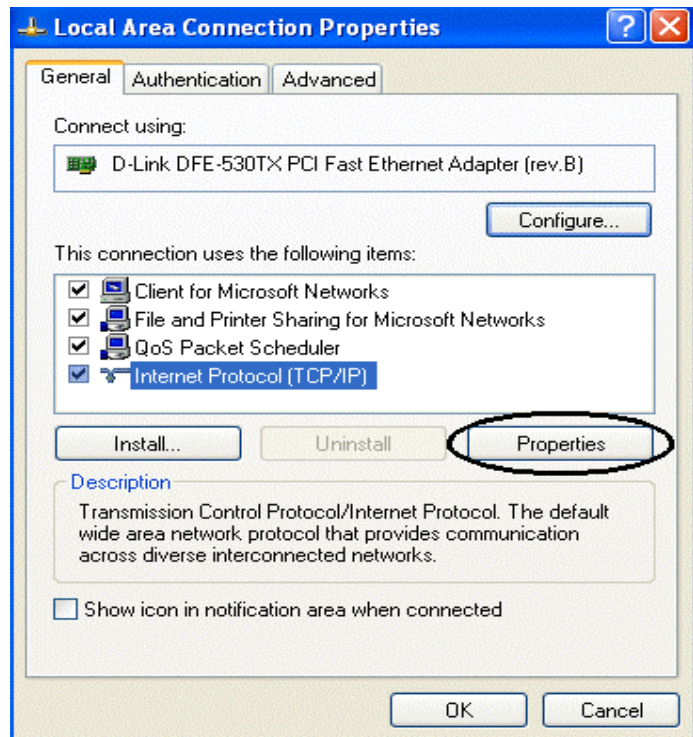 Local Area Connection Properties
General Authentication Advanced
Connect using:
D-Link DFE-530TX PCI Fast Ethernet Adapter (rev.B)
Configure...
This connection uses the following items:
Client for Microsoft Networks
File and Printer Sharing for Microsoft Networks
QoS Packet Scheduler
Internet Protocol (TCP/IP)
Install... Uninstall Properties
Description
Transmission Control Protocol/Internet Protocol. The default
wide area network protocol that provides communication
across diverse interconnected networks.
Show icon in notification area when connected
OK Cancel